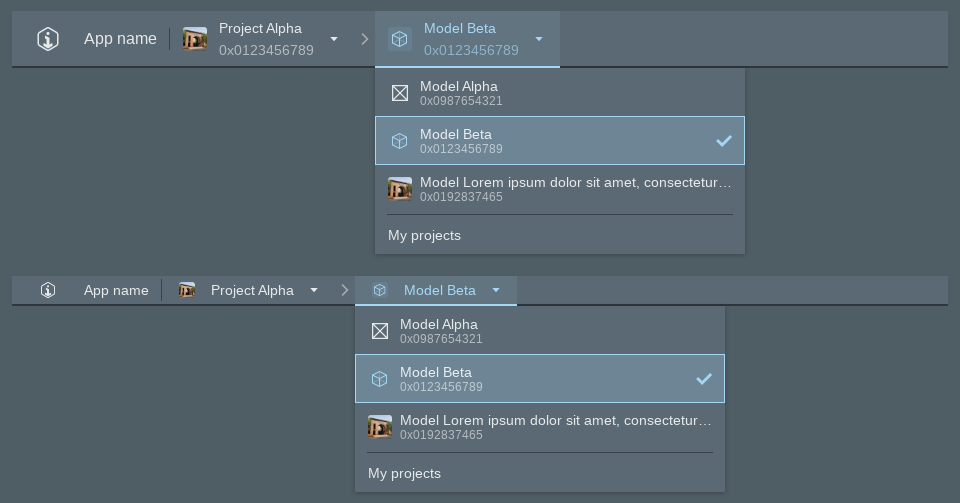 App name
Project Alpha
0x0123456789
Model Beta
0x0123456789
Model Alpha
0x0987654321
Model Beta
0x0123456789
Model Lorem ipsum dolor sit amet, consectetur…
0x0192837465
My projects
App name
Project Alpha
Model Beta
Model Alpha
0x0987654321
Model Beta
0x0123456789
Model Lorem ipsum dolor sit amet, consectetur…
0x0192837465
My projects